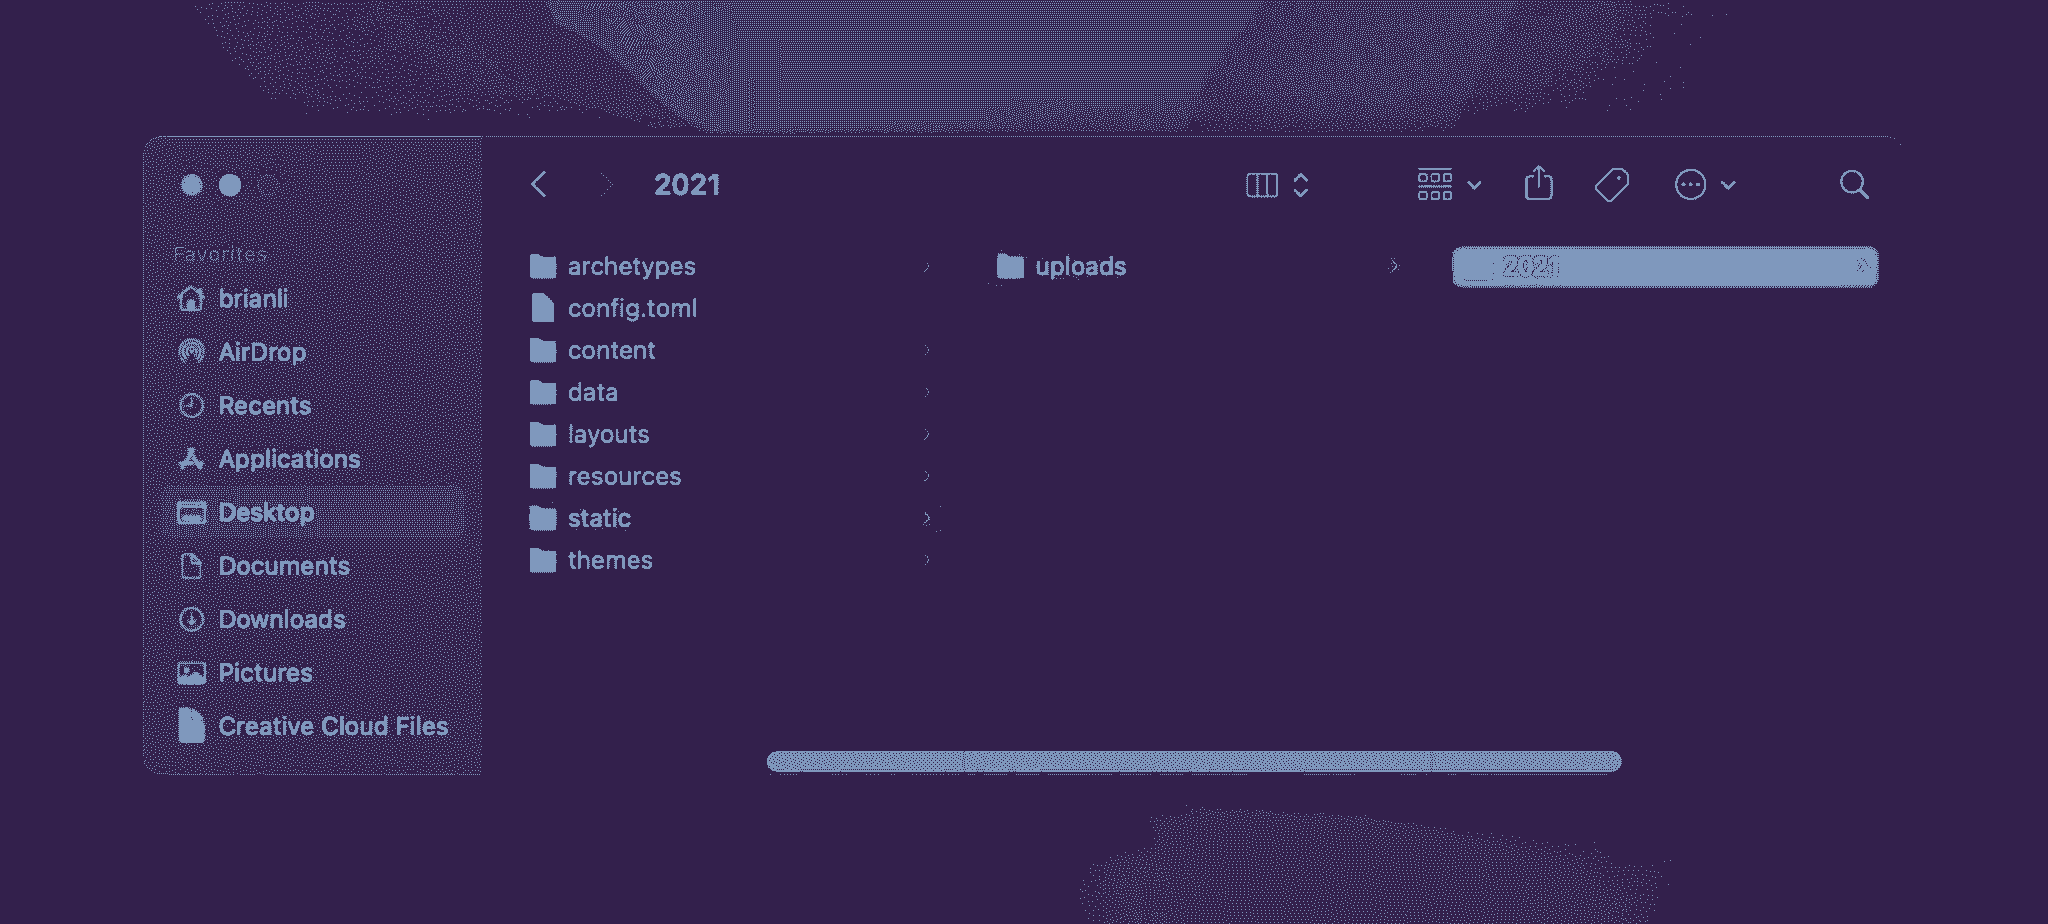 2021
Favorites
brianli
AirDrop
Recents
Applications
Desktop
Documents
Downloads
Pictures
Creative Cloud Files
archetypes
config.toml
content
data
layouts
resources
static
themes
uploads
2021